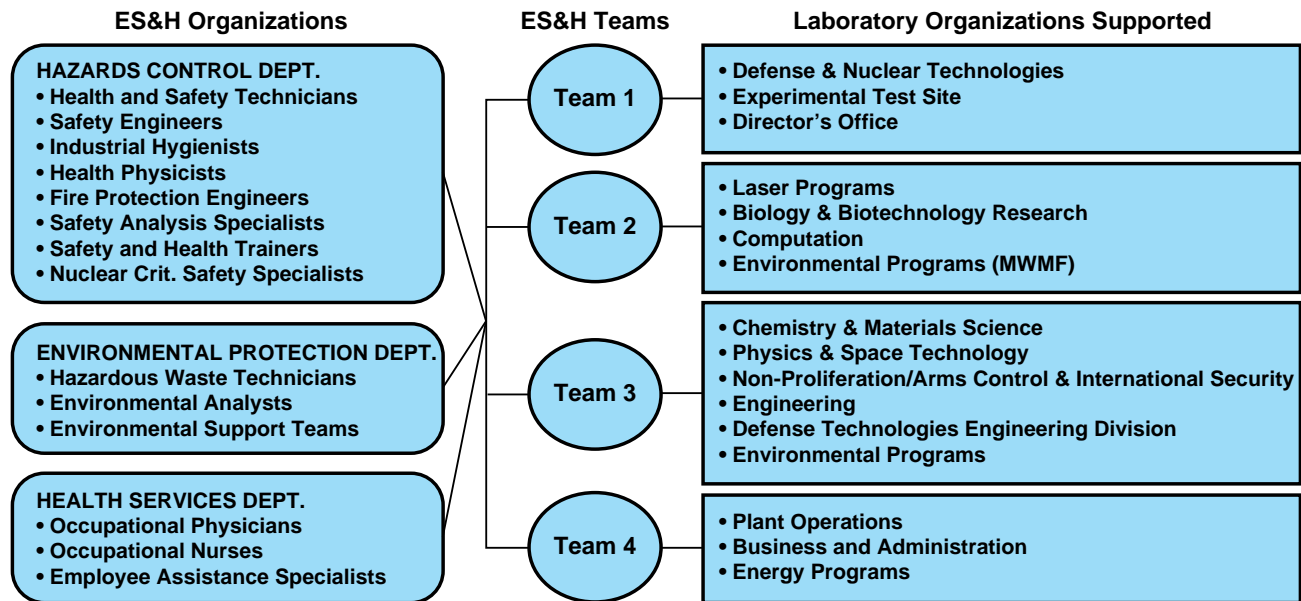 ES&H Organizations
ES&H Teams
Laboratory Organizations Supported
HAZARDS CONTROL DEPT.
• Health and Safety Technicians
• Safety Engineers
• Industrial Hygienists
• Health Physicists
• Fire Protection Engineers
• Safety Analysis Specialists
• Safety and Health Trainers
• Nuclear Crit. Safety Specialists
ENVIRONMENTAL PROTECTION DEPT.
• Hazardous Waste Technicians
• Environmental Analysts
• Environmental Support Teams
HEALTH SERVICES DEPT.
• Occupational Physicians
• Occupational Nurses
• Employee Assistance Specialists
Team 1
• Defense & Nuclear Technologies
• Experimental Test Site
• Director’s Office
Team 2
• Laser Programs
• Biology & Biotechnology Research
• Computation
• Environmental Programs (MWMF)
Team 3
• Chemistry & Materials Science
• Physics & Space Technology
• Non-Proliferation/Arms Control & International Security
• Engineering
• Defense Technologies Engineering Division
• Environmental Programs
Team 4
• Plant Operations
• Business and Administration
• Energy Programs